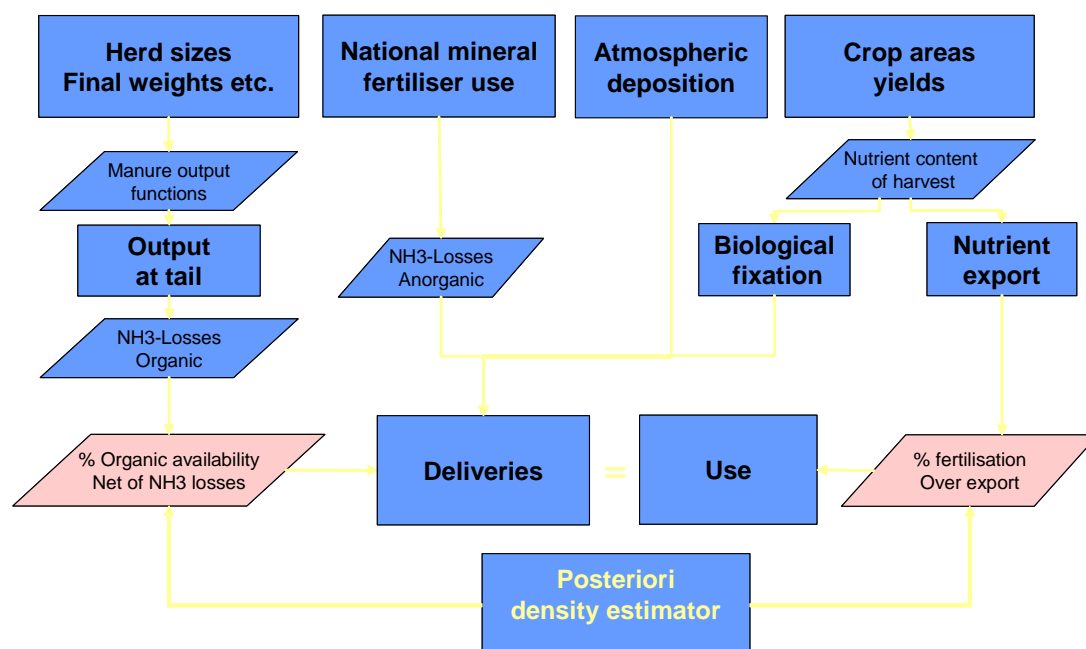 Herd sizes
Final weights etc.
National mineral
fertiliser use
Atmospheric
deposition
Crop areas
yields
Manure output
functions
Nutrient content
of harvest
Output
at tail
NH3-Losses
Anorganic
Biological
fixation
Nutrient
export
NH3-Losses
Organic
% Organic availability
Net of NH3 losses
Deliveries
=
Use
% fertilisation
Over export
Posteriori
density estimator